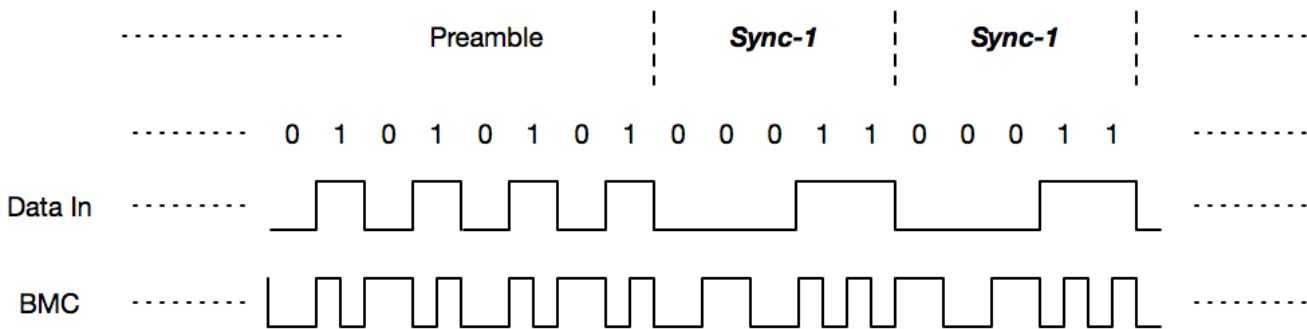 Preamble Sync-1 Sync-1
0 1 0 1 0 1 0 1 0 0 0 1 1 0 0 0 1 1
Data In
BMC